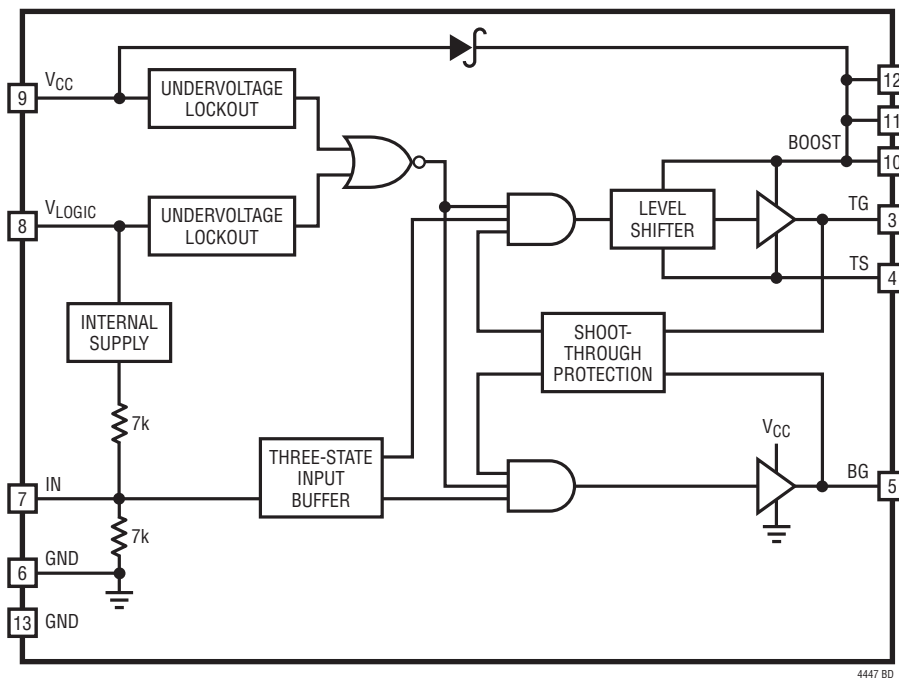 9
VCC
UNDERVOLTAGE
LOCKOUT
12
11
BOOST
10
8
VLOGIC
UNDERVOLTAGE
LOCKOUT
LEVEL
SHIFTER
TG
3
TS
4
INTERNAL
SUPPLY
SHOOT-
THROUGH
PROTECTION
7k
VCC
THREE-STATE
INPUT
BUFFER
7
IN
BG
5
7k
6
GND
13
GND
4447 BD